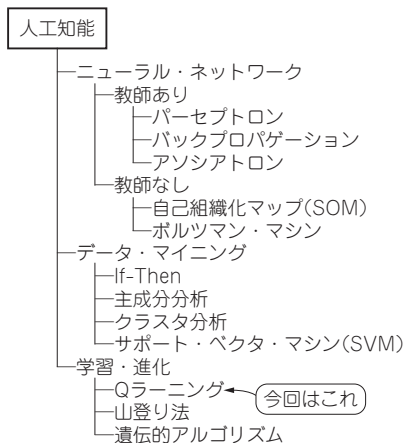 人工知能
ニューラル・ネットワーク
教師あり
パーセプトロン
バックプロパゲーション
アソシアトロン
教師なし
自己組織化マップ(SOM)
ボルツマン・マシン
データ・マイニング
If-Then
主成分分析
クラスタ分析
サポート・ベクタ・マシン(SVM)
学習・進化
Qラーニング 今回はこれ
山登り法
遺伝的アルゴリズム